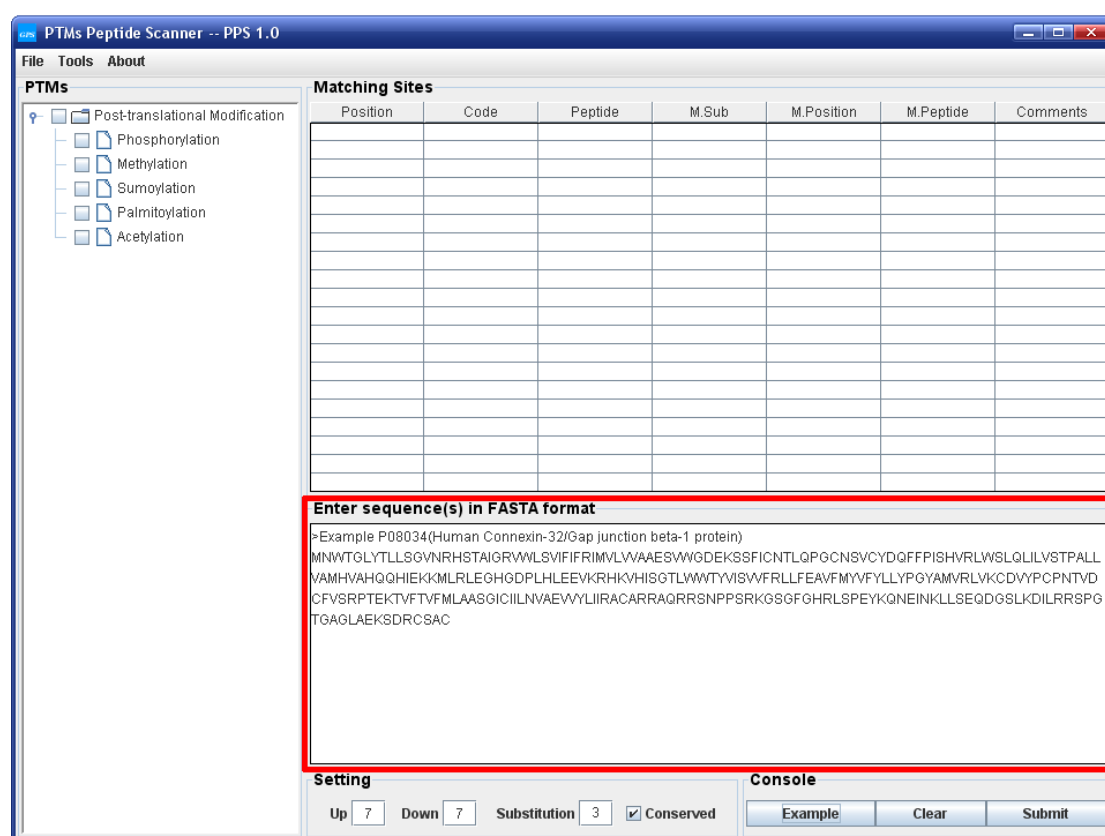 GPS PTMs Peptide Scanner -- PPS 1.0
File Tools About
PTMs
Post-translational Modification
Phosphorylation
Methylation
Sumoylation
Palmitoylation
Acetylation
Matching Sites
Position Code Peptide M.Sub M.Position M.Peptide Comments
Enter sequence(s) in FASTA format
>Example P08034(Human Connexin-32/Gap junction beta-1 protein)
MNWTGLYTLLSGVNRHSTAIGRVWLSVIFIFRIMVLVVAAESVWGDEKSSFICNTLQPGCNSVCYDQFFPISHVRLWSLQLILVSTPALL
VAMHVAHQQHIEKKMLRLEGHGDPLHLEEVKRHKVHISGTLWWTYVISVVFRLLFEAVFMYVFYLLYPGYAMVRLVKCDVYPCPNTVD
CFVSRPTEKTVFTVFMLAASGICIILNVAEVVYLIIRACARRAQRRSNPPSRKGSGFGHRLSPEYKQNEINKLLSEQDGSLKDILRRSPG
TGAGLAEKSDRCSAC
Setting
Up 7 Down 7 Substitution 3 Conserved
Console
Example Clear Submit